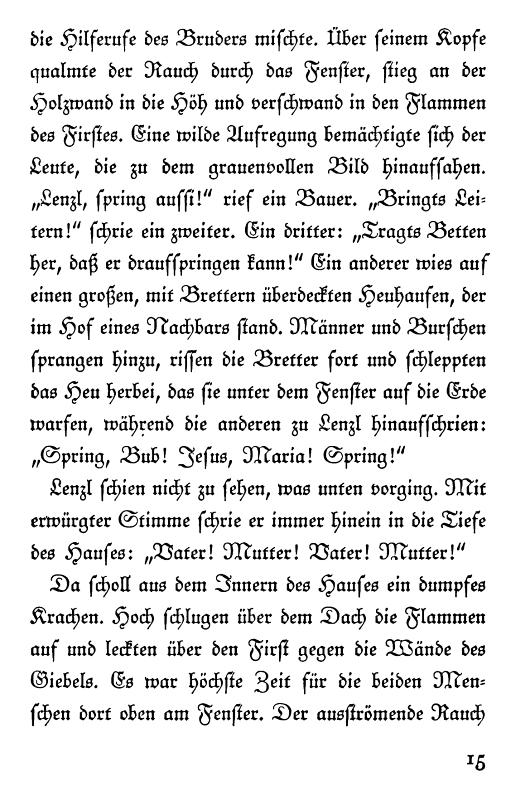 die Hilferufe des Bruders mischte. Über seinem Kopfe
qualmte der Rauch durch das Fenster, stieg an der
Holzwand in die Höh und verschwand in den Flammen
des Firstes. Eine wilde Aufregung bemächtigte sich der
Leute, die zu dem grauenvollen Bild hinaufsahen.
„Lenzl, spring aussi!“ rief ein Bauer. „Bringts Lei-
tern!“ schrie ein zweiter. Ein dritter: „Tragts Betten
her, daß er draufspringen kann!“ Ein anderer wies auf
einen großen, mit Brettern überdeckten Heuhaufen, der
im Hof eines Nachbars stand. Männer und Burschen
sprangen hinzu, rissen die Bretter fort und schleppten
das Heu herbei, das sie unter dem Fenster auf die Erde
warfen, während die anderen zu Lenzl hinaufschrien:
„Spring, Bub! Jesus, Maria! Spring!“
Lenzl schien nicht zu sehen, was unten vorging. Mit
erwürgter Stimme schrie er immer hinein in die Tiefe
des Hauses: „Vater! Mutter! Vater! Mutter!“
Da scholl aus dem Innern des Hauses ein dumpfes
Krachen. Hoch schlugen über dem Dach die Flammen
auf und leckten über den First gegen die Wände des
Giebels. Es war höchste Zeit für die beiden Men-
schen dort oben am Fenster. Der ausströmende Rauch
15